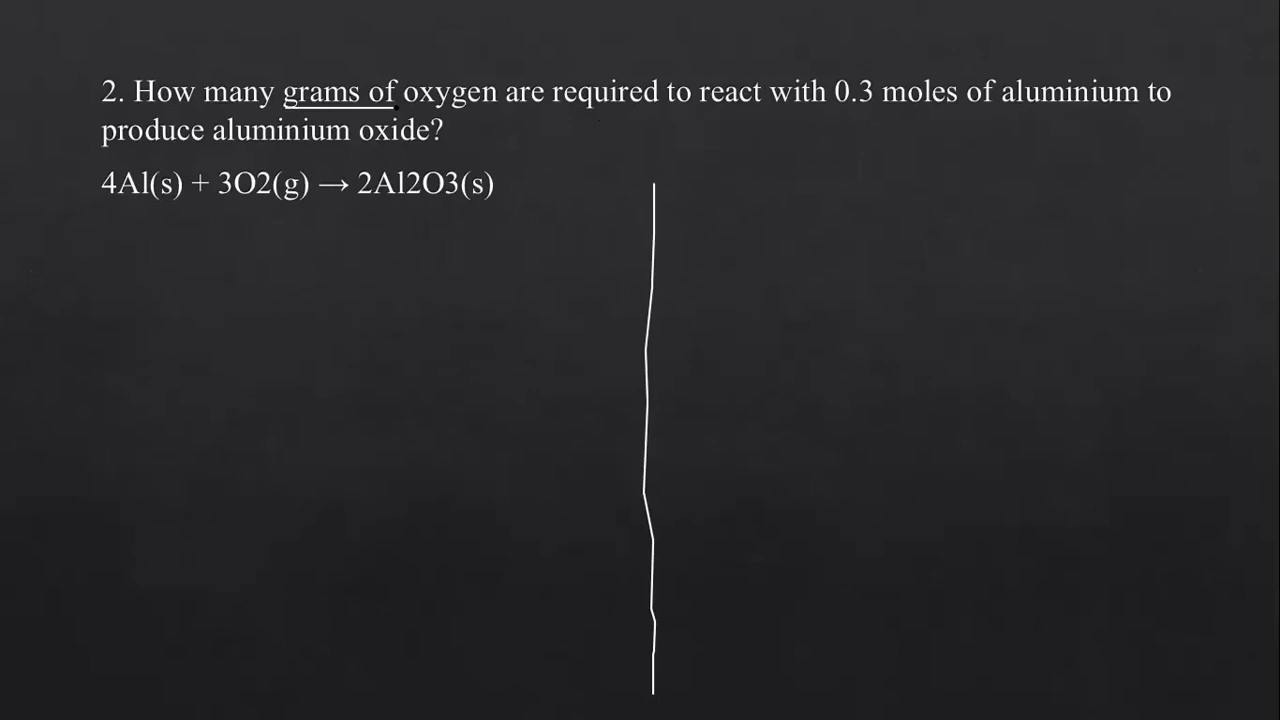 2. How many grams of oxygen are required to react with 0.3 moles of aluminium to
produce aluminium oxide?
4Al(s) + 3O2(g) → 2Al2O3(s)